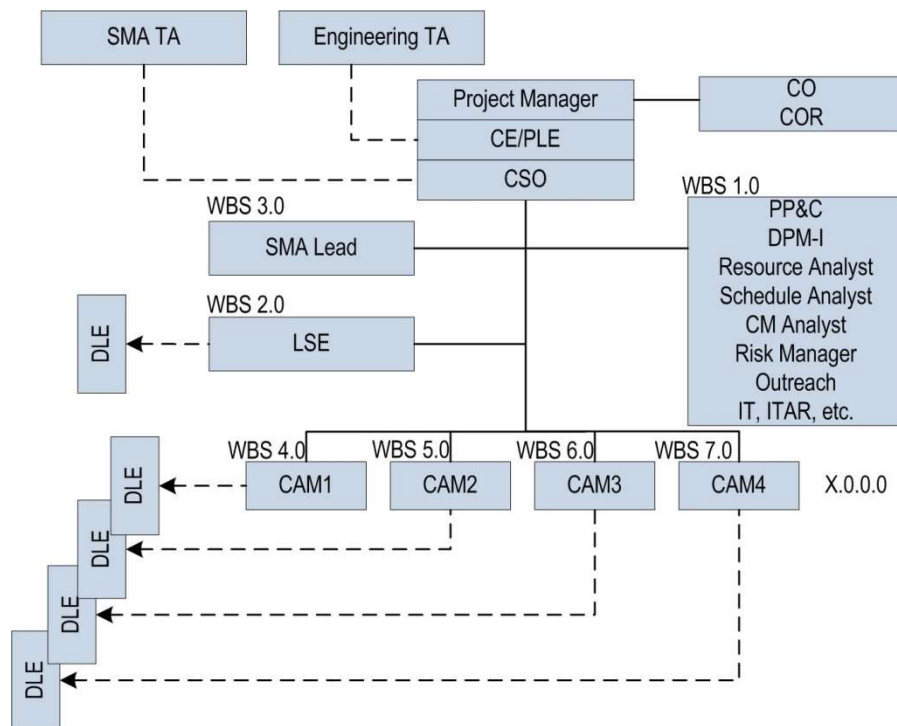 SMA TA
Engineering TA
Project Manager
CE/PLE
CSO
CO
COR
WBS 1.0
PP&C
DPM-I
Resource Analyst
Schedule Analyst
CM Analyst
Risk Manager
Outreach
IT, ITAR, etc.
WBS 3.0
SMA Lead
WBS 2.0
LSE
DLE
WBS 4.0
CAM1
WBS 5.0
CAM2
WBS 6.0
CAM3
WBS 7.0
CAM4
X.0.0.0
DLE
DLE
DLE
DLE